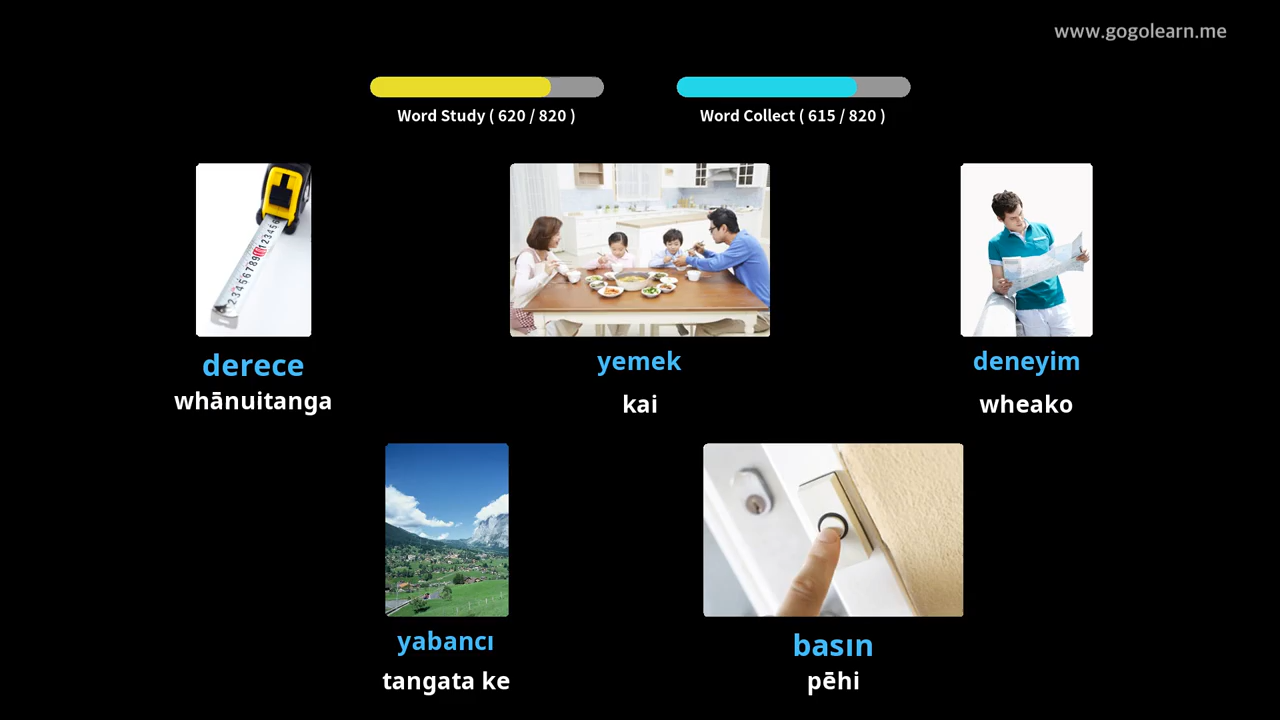 www.gogolearn.me
Word Study ( 620 / 820 )
Word Collect ( 615 / 820 )
derece
whānuitanga
yemek
kai
deneyim
wheako
yabancı
tangata ke
basın
pēhi